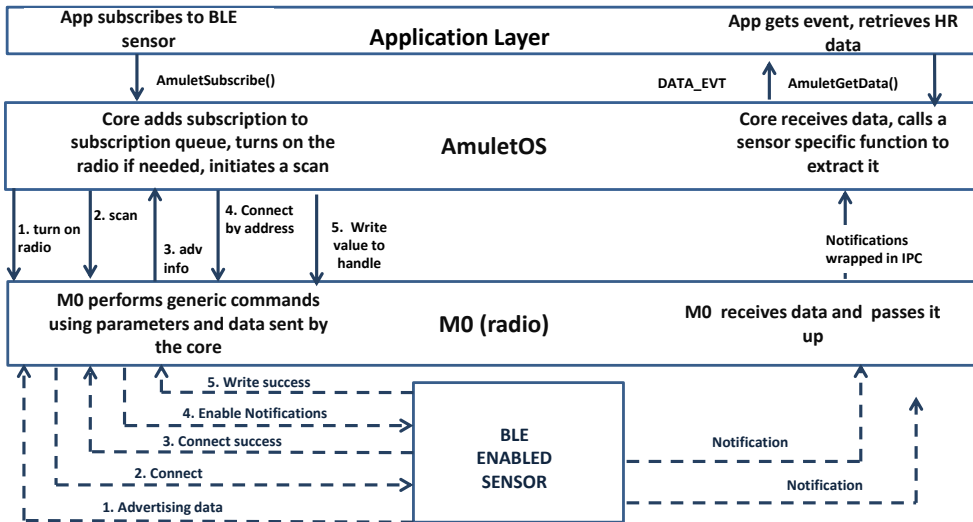 App subscribes to BLE
sensor
Application Layer
App gets event, retrieves HR
data
AmuletSubscribe()
DATA_EVT
AmuletGetData()
Core adds subscription to
subscription queue, turns on
the radio if needed, initiates a scan
AmuletOS
Core receives data, calls a
sensor specific function to
extract it
1. turn on
radio
2. scan
3. adv
info
4. Connect
by address
5. Write
value to
handle
Notifications
wrapped in IPC
M0 performs generic commands
using parameters and data sent by
the core
M0 (radio)
M0 receives data and passes it
up
5. Write success
4. Enable Notifications
3. Connect success
2. Connect
1. Advertising data
BLE
ENABLED
SENSOR
Notification
Notification